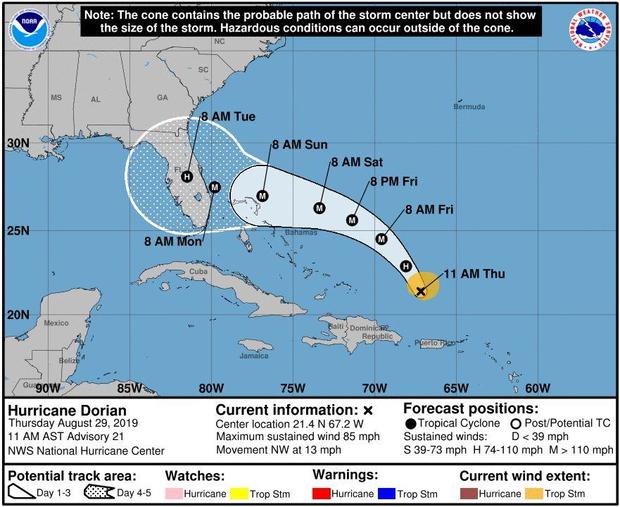 Note: The cone contains the probable path of the storm center but does not show
the size of the storm. Hazardous conditions can occur outside of the cone.
NOAA
NC
SC
MS
AL
GA
Bermuda
8 AM Tue
30N
8 AM Sun
8 AM Sat
FL
H
8 PM Fri
M
M
M
M
8 AM Fri
M
25N
8 AM Mon
Bahamas
H
11 AM Thu
Cuba
20N
Mexico
Haiti
Dominican
Republic
Puerto Rico
Jamaica
Belize
90W 85W 80W 75W 70W 65W 60W
Hurricane Dorian
Thursday August 29, 2019
11 AM AST Advisory 21
NWS National Hurricane Center
Current information: ×
Center location 21.4 N 67.2 W
Maximum sustained wind 85 mph
Movement NW at 13 mph
Forecast positions:
Tropical Cyclone Post/Potential TC
Sustained winds: D < 39 mph
S 39-73 mph H 74-110 mph M > 110 mph
Potential track area:
Day 1-3 Day 4-5
Watches:
Hurricane Trop Stm
Warnings:
Hurricane Trop Stm
Current wind extent:
Hurricane Trop Stm